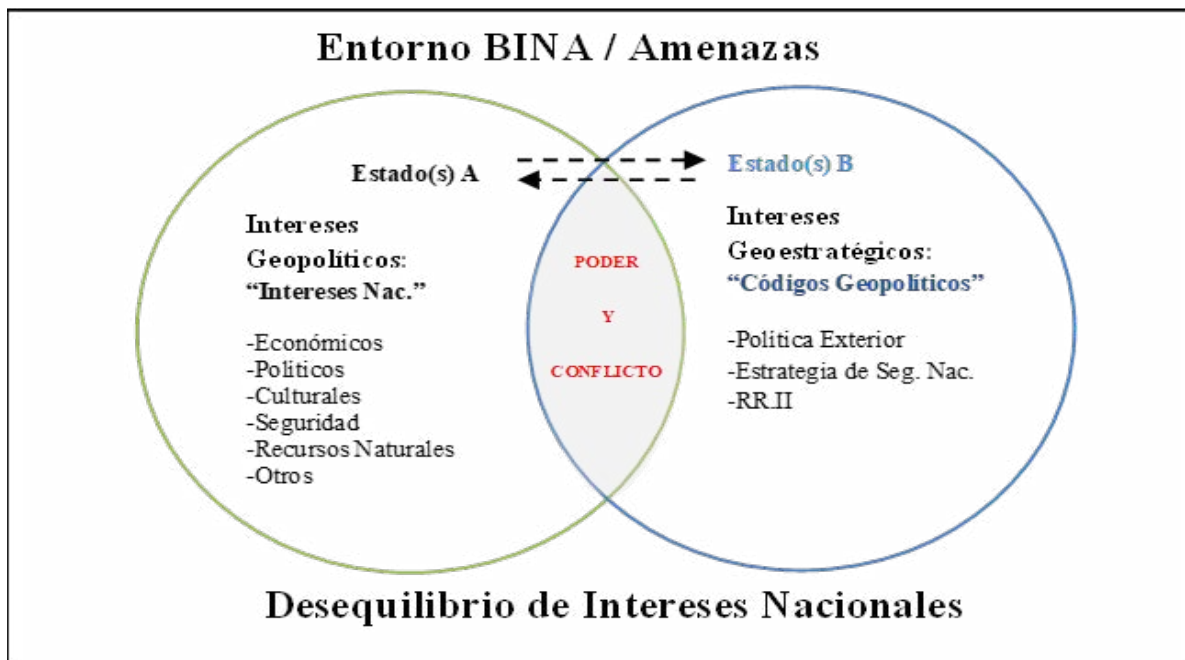 Entorno BINA / Amenazas
Estado(s) A
Intereses
Geopolíticos:
“Intereses Nac.”
-Económicos
-Políticos
-Culturales
-Seguridad
-Recursos Naturales
-Otros
PODER
Y
CONFLICTO
Estado(s) B
Intereses
Geoestratégicos:
“Códigos Geopolíticos”
-Política Exterior
-Estrategia de Seg. Nac.
-RR.II
Desequilibrio de Intereses Nacionales